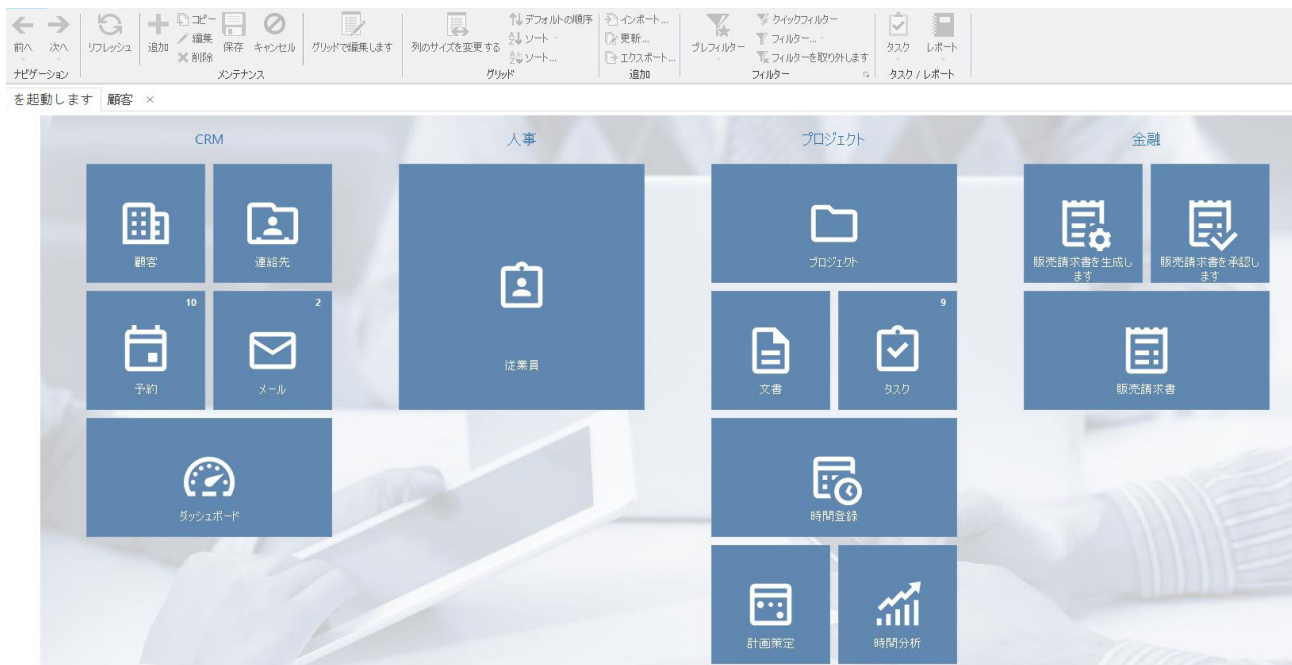 前へ
次へ
リフレッシュ
追加
コピー
編集
削除
保存
キャンセル
グリッドで編集します
列のサイズを変更する
デフォルトの順序
ソート
ソート...
インポート...
更新...
エクスポート...
プレフィルター
クイックフィルター
フィルター...
フィルターを取り外します
タスク
レポート
ナビゲーション
メンテナンス
グリッド
追加
フィルター
タスク / レポート
を起動します 顧客 ×
CRM
顧客
連絡先
10
予約
2
メール
ダッシュボード
人事
従業員
プロジェクト
プロジェクト
文書
9
タスク
時間登録
計画策定
時間分析
金融
販売請求書を生成し
ます
販売請求書を承認し
ます
販売請求書